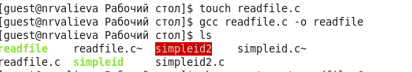 [guest@nrvalieva Рабочий стол]$ touch readfile.c
[guest@nrvalieva Рабочий стол]$ gcc readfile.c -o readfile
[guest@nrvalieva Рабочий стол]$ ls
readfile readfile.c~ simpleid2 simpleid.c~
readfile.c simpleid simpleid2.c